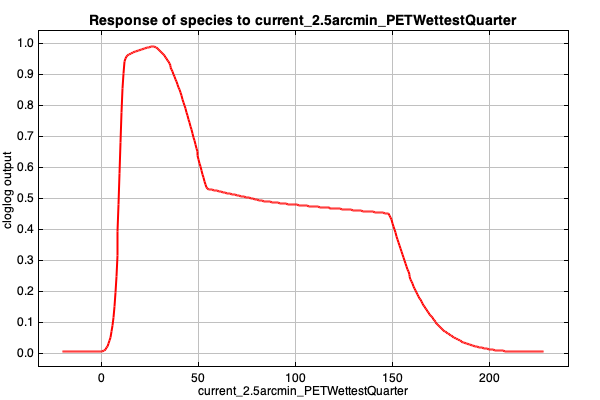 Response of species to current_2.5arcmin_PETWettestQuarter
1.0
0.9
0.8
0.7
0.6
0.5
0.4
0.3
0.2
0.1
0.0
cloglog output
0 50 100 150 200
current_2.5arcmin_PETWettestQuarter